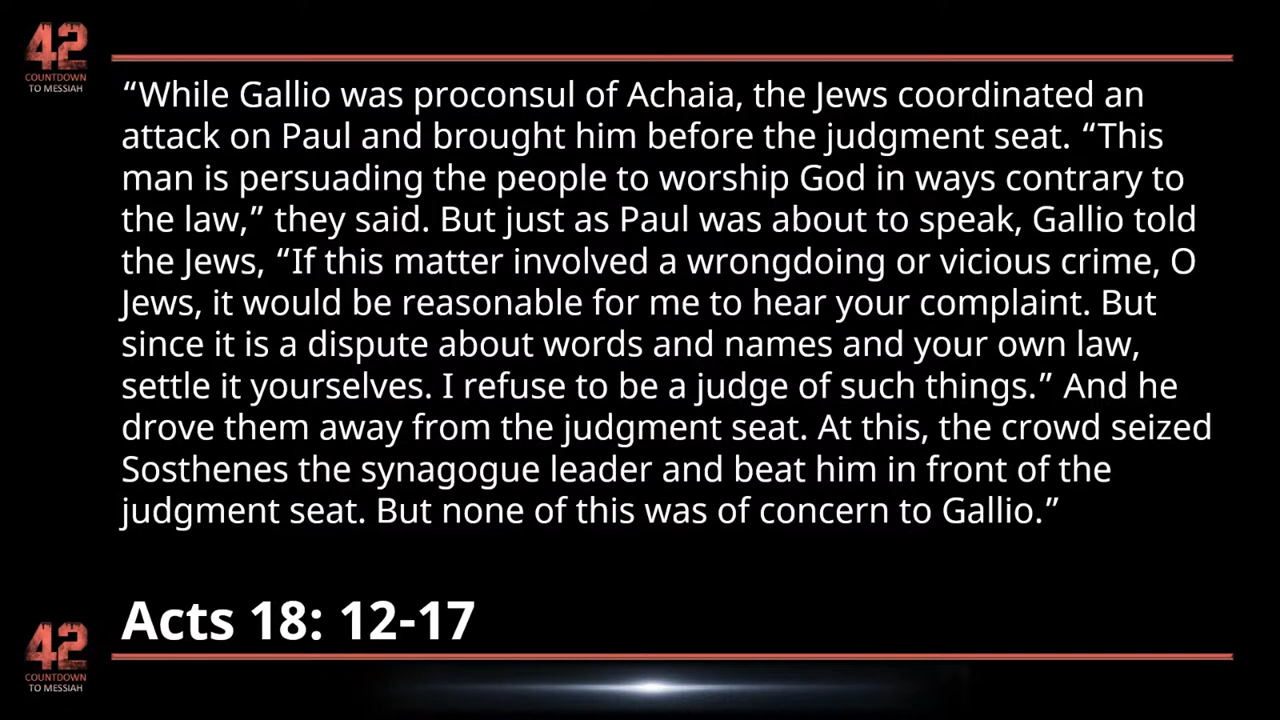 42
COUNTDOWN
TO MESSIAH
“While Gallio was proconsul of Achaia, the Jews coordinated an
attack on Paul and brought him before the judgment seat. “This
man is persuading the people to worship God in ways contrary to
the law,” they said. But just as Paul was about to speak, Gallio told
the Jews, “If this matter involved a wrongdoing or vicious crime, O
Jews, it would be reasonable for me to hear your complaint. But
since it is a dispute about words and names and your own law,
settle it yourselves. I refuse to be a judge of such things.” And he
drove them away from the judgment seat. At this, the crowd seized
Sosthenes the synagogue leader and beat him in front of the
judgment seat. But none of this was of concern to Gallio.”
Acts 18: 12-17
42
COUNTDOWN
TO MESSIAH